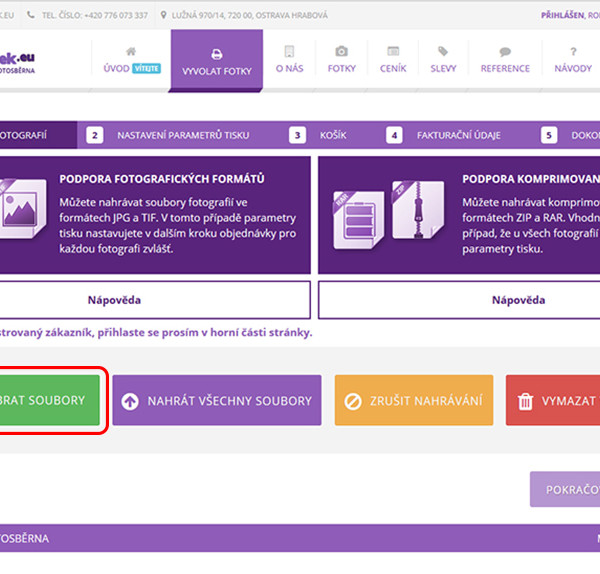 .EU TEL. ČÍSLO: +420 776 073 337 LUŽNÁ 970/14, 720 00, OSTRAVA HRABOVÁ PŘIHLÁŠEN, RO
ek.eu
OTOSBĚRNA
ÚVOD VÍTEJTE VYVOLAT FOTKY O NÁS FOTKY CENÍK SLEVY REFERENCE NÁVODY
OTOGRAFIÍ 2 NASTAVENÍ PARAMETRŮ TISKU 3 KOŠÍK 4 FAKTURAČNÍ ÚDAJE 5 DOKO
PODPORA FOTOGRAFICKÝCH FORMÁTŮ
Můžete nahrávat soubory fotografií ve
formátech JPG a TIF. V tomto případě parametry
tisku nastavujete v dalším kroku objednávky pro
každou fotografi zvlášť.
RAR
ZIP
PODPORA KOMPRIMOVAN
Můžete nahrávat komprimo
formátech ZIP a RAR. Vhodn
případ, že u všech fotografií
parametry tisku.
Nápověda
Nápověda
strovaný zákazník, přihlaste se prosím v horní části stránky.
BRAT SOUBORY NAHRÁT VŠECHNY SOUBORY ZRUŠIT NAHRÁVÁNÍ VYMAZAT
POKRAČO
TOSBĚRNA